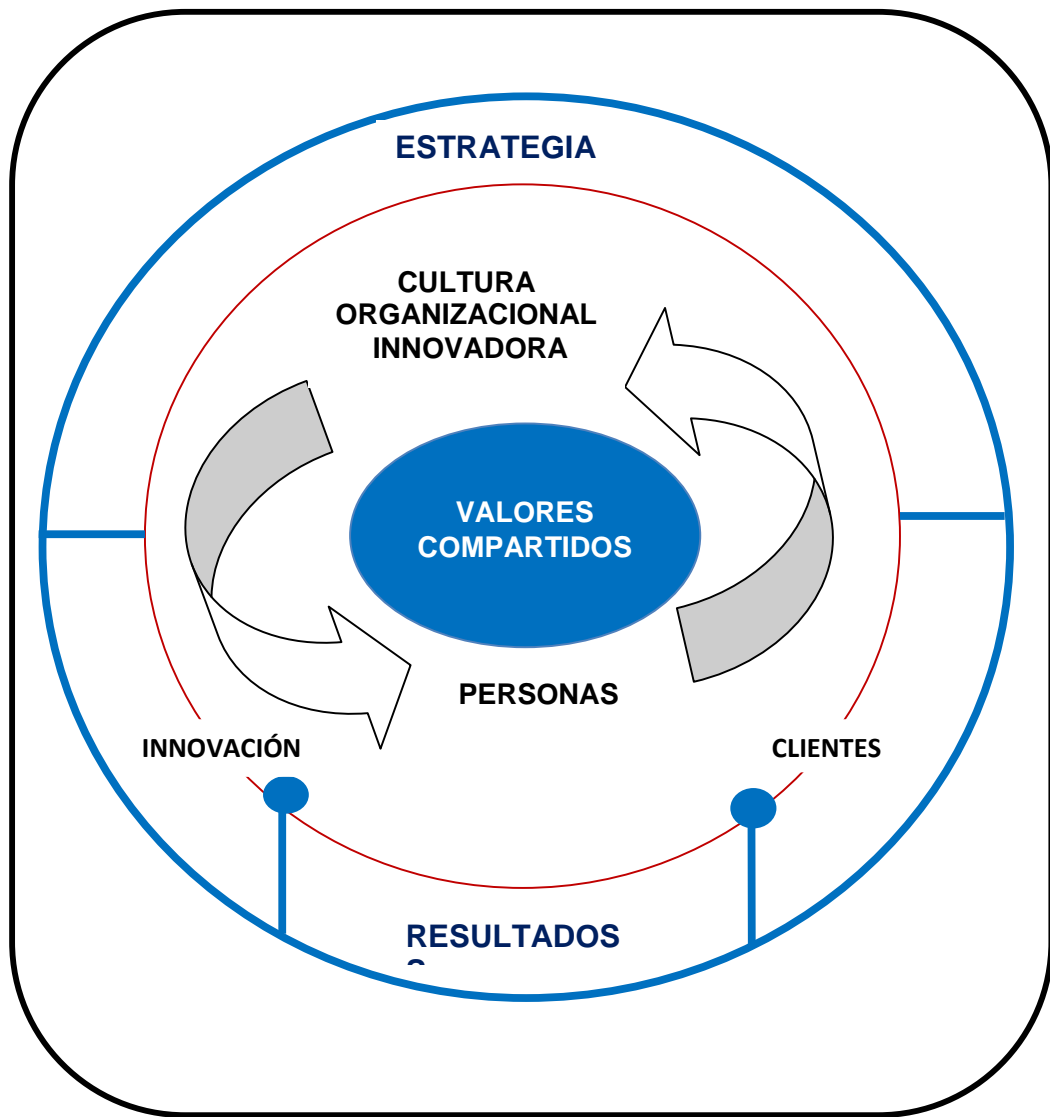 ESTRATEGIA
CULTURA
ORGANIZACIONAL
INNOVADORA
VALORES
COMPARTIDOS
PERSONAS
INNOVACIÓN
CLIENTES
RESULTADOS